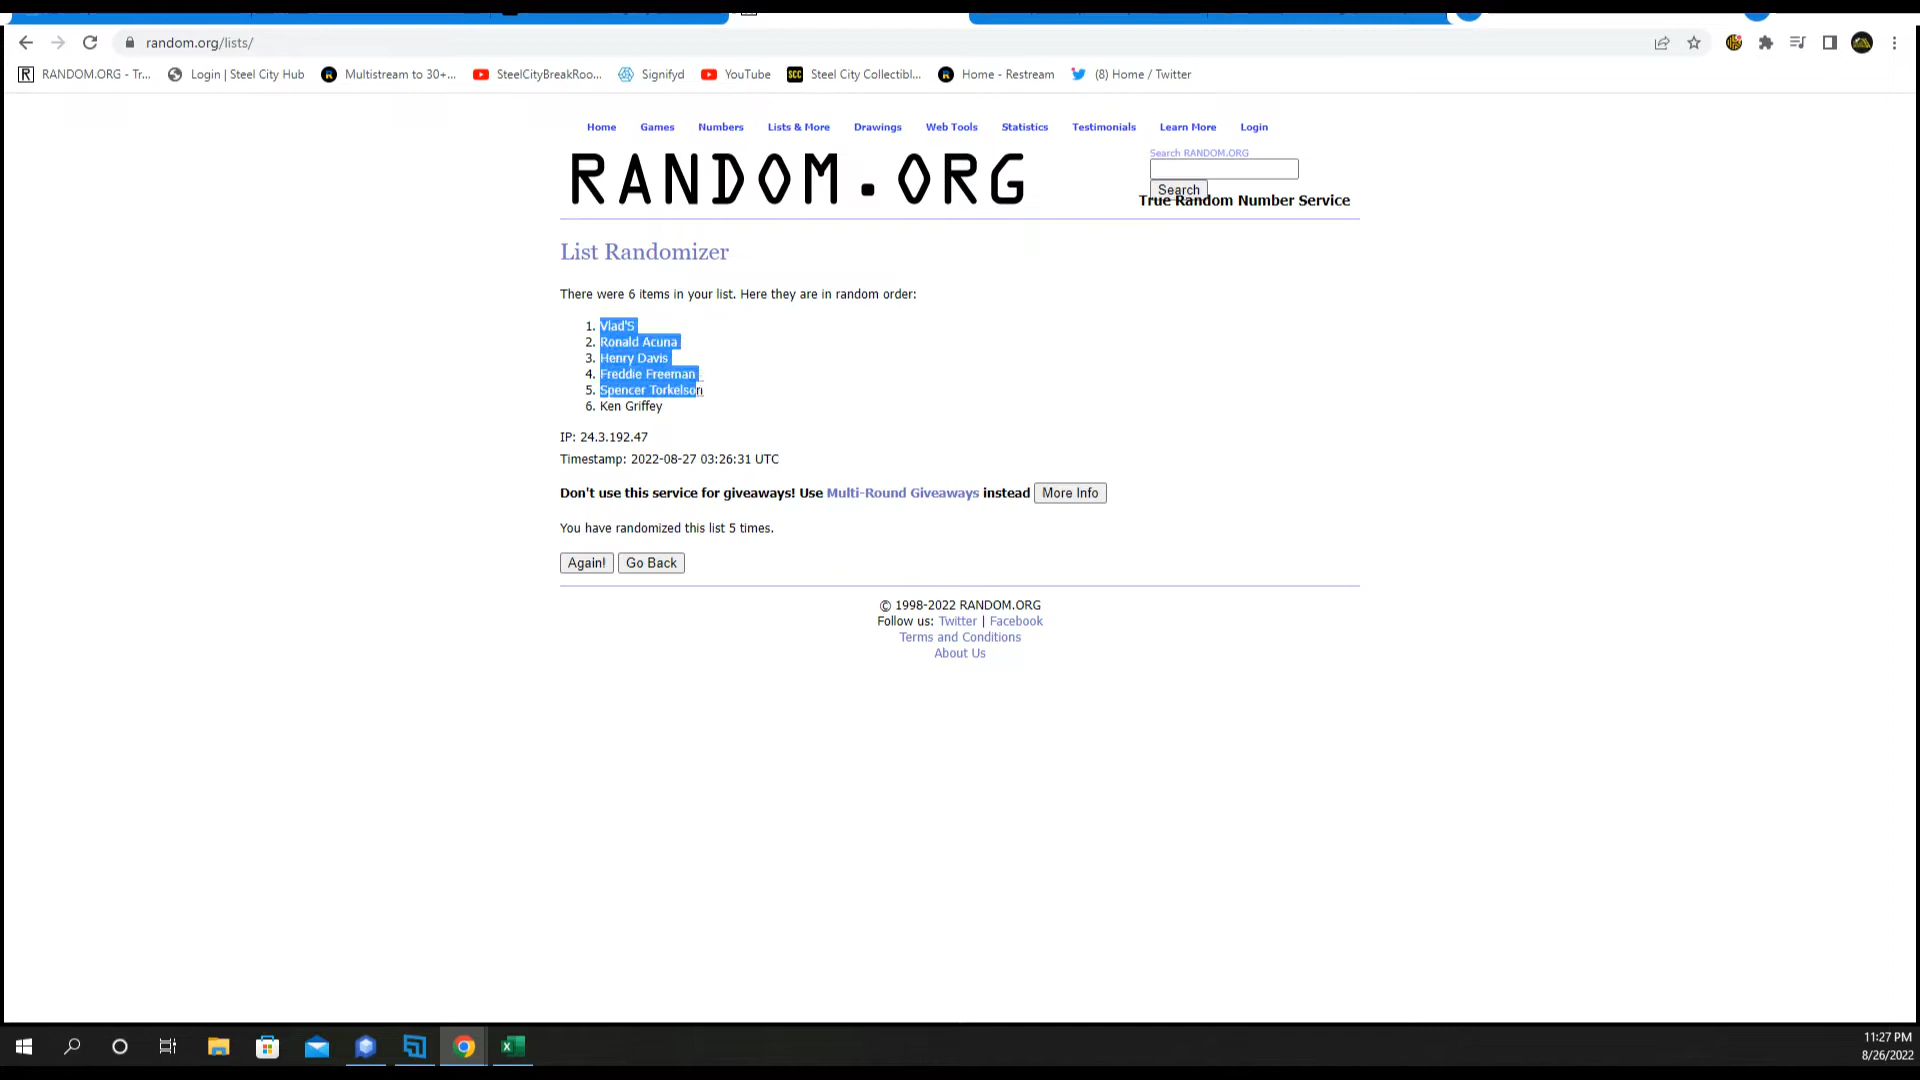 random.org/lists/
RANDOM.ORG - Tr...
Login | Steel City Hub
Multistream to 30+...
SteelCityBreakRoo...
Signifyd
YouTube
SCC
Steel City Collectibl...
Home - Restream
(8) Home / Twitter
Home Games Numbers Lists & More Drawings Web Tools Statistics Testimonials Learn More Login
Search RANDOM.ORG
RANDOM.ORG
Search
True Random Number Service
List Randomizer
There were 6 items in your list. Here they are in random order:
1. Vlad'S
2. Ronald Acuna
3. Henry Davis
4. Freddie Freeman
5. Spencer Torkelson
6. Ken Griffey
IP: 24.3.192.47
Timestamp: 2022-08-27 03:26:31 UTC
Don't use this service for giveaways! Use Multi-Round Giveaways instead More Info
You have randomized this list 5 times.
Again! Go Back
© 1998-2022 RANDOM.ORG
Follow us: Twitter | Facebook
Terms and Conditions
About Us
11:27 PM
8/26/2022